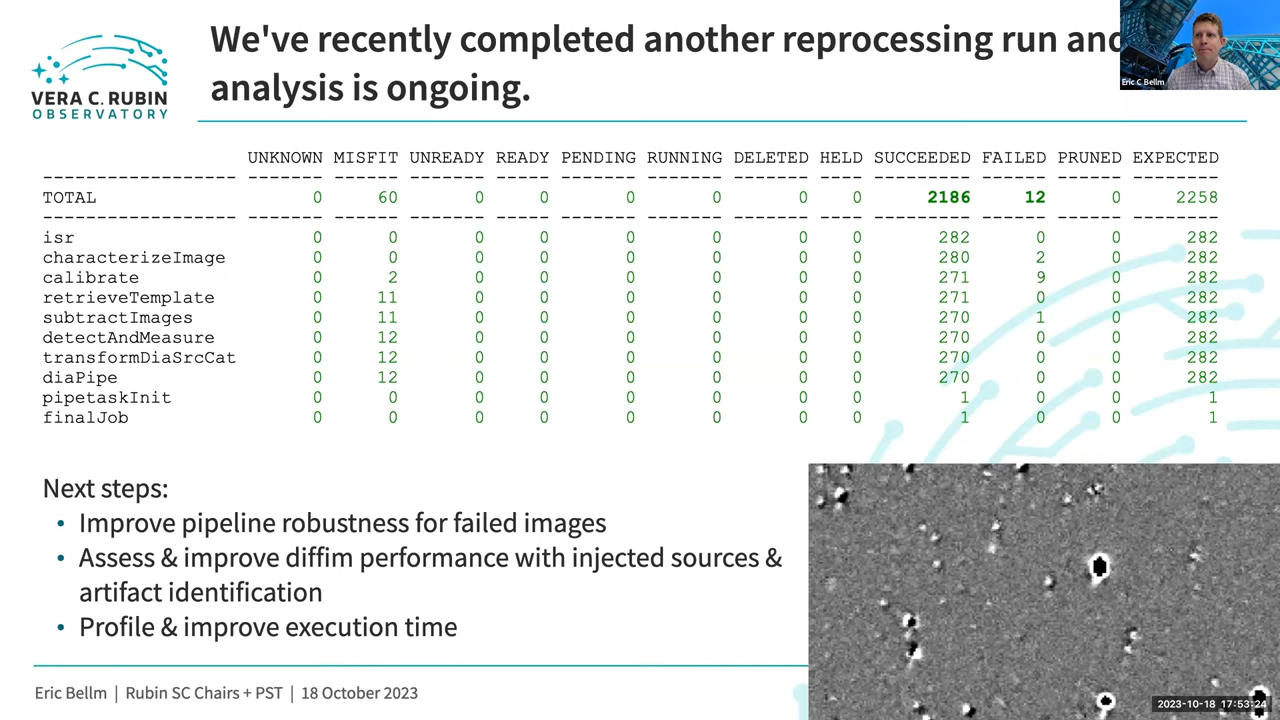 We've recently completed another reprocessing run and
analysis is ongoing.
Eric C Bellm
VERA C. RUBIN
OBSERVATORY
UNKNOWN MISFIT UNREADY READY PENDING RUNNING DELETED HELD SUCCEEDED FAILED PRUNED EXPECTED
------------------ ------- ------ ------- ----- ------- ------- ------- ---- --------- ------ ------ --------
TOTAL 0 60 0 0 0 0 0 0 2186 12 0 2258
------------------ ------- ------ ------- ----- ------- ------- ------- ---- --------- ------ ------ --------
isr 0 0 0 0 0 0 0 0 282 0 0 282
characterizeImage 0 0 0 0 0 0 0 0 280 2 0 282
calibrate 0 2 0 0 0 0 0 0 271 9 0 282
retrieveTemplate 0 11 0 0 0 0 0 0 271 0 0 282
subtractImages 0 11 0 0 0 0 0 0 270 1 0 282
detectAndMeasure 0 12 0 0 0 0 0 0 270 0 0 282
transformDiaSrcCat 0 12 0 0 0 0 0 0 270 0 0 282
diaPipe 0 12 0 0 0 0 0 0 270 0 0 282
pipetaskInit 0 0 0 0 0 0 0 0 1 0 0 1
finalJob 0 0 0 0 0 0 0 0 1 0 0 1
Next steps:
• Improve pipeline robustness for failed images
• Assess & improve diffim performance with injected sources &
artifact identification
• Profile & improve execution time
Eric Bellm | Rubin SC Chairs + PST | 18 October 2023
2023-10-18 17:53:24